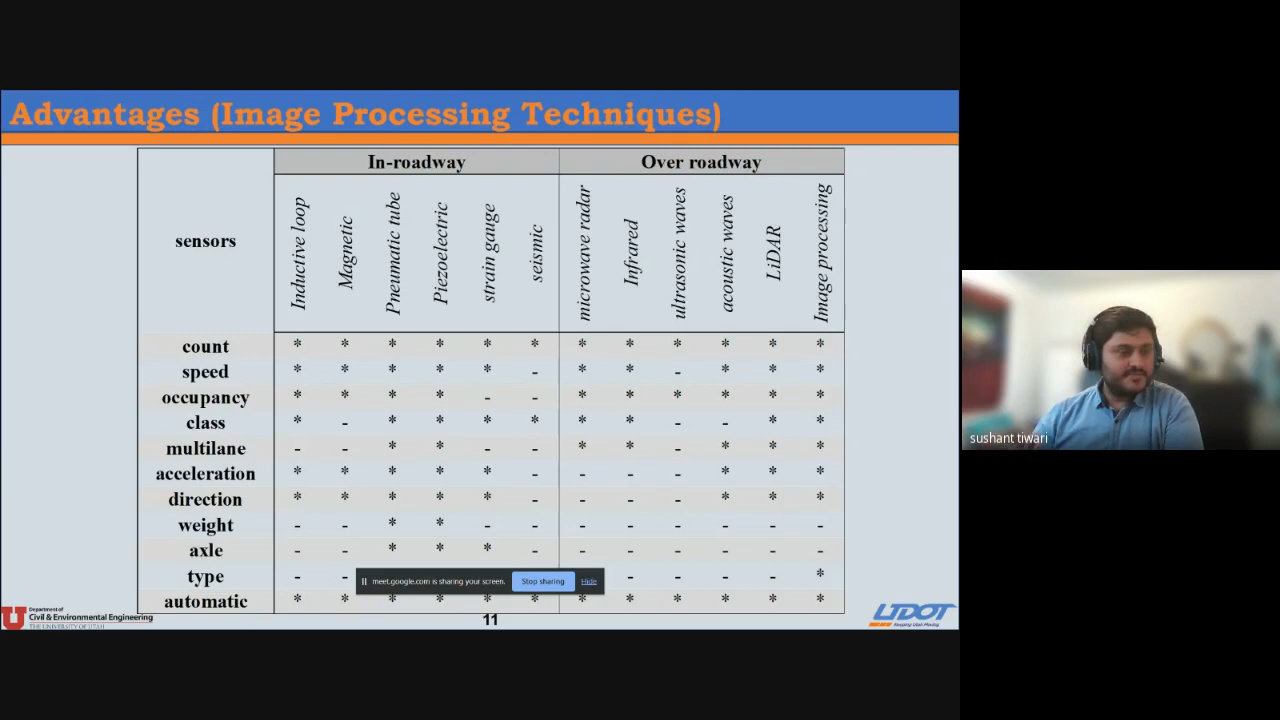 Advantages (Image Processing Techniques)
sensors In-roadway Over roadway
Inductive loop Magnetic Pneumatic tube Piezoelectric strain gauge seismic microwave radar Infrared ultrasonic waves acoustic waves LiDAR Image processing
count * * * * * * * * * * * *
speed * * * * * - * * - * * *
occupancy * * * * - - * * * * * *
class * - * * * * * * - - * *
multilane - - * * - - * * - * * *
acceleration * * * * * - - - - * * *
direction * * * * * - - - - * * *
weight - - * * - - - - - - - -
axle - - * * * - - - - - - -
type - - - - - - *
automatic * * * * * * * * * * * *
meet.google.com is sharing your screen. Stop sharing Hide
Department of
Civil & Environmental Engineering
THE UNIVERSITY OF UTAH
11
UDOT
Keeping Utah Moving
sushant tiwari